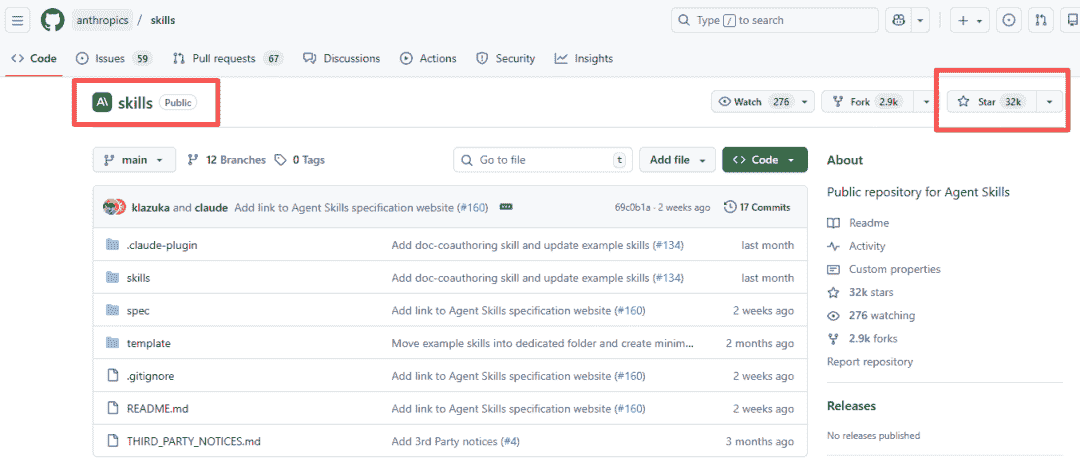 anthropics / skills
Type / to search
Code
Issues 59
Pull requests 67
Discussions
Actions
Security
Insights
skills Public
Watch 276
Fork 2.9k
Star 32k
main
12 Branches
0 Tags
Go to file t
Add file
Code
klazuka and claude Add link to Agent Skills specification website (#160) 69c0b1a · 2 weeks ago 17 Commits
.claude-plugin Add doc-coauthoring skill and update example skills (#134) last month
skills Add doc-coauthoring skill and update example skills (#134) last month
spec Add link to Agent Skills specification website (#160) 2 weeks ago
template Move example skills into dedicated folder and create minim... 2 months ago
.gitignore Add link to Agent Skills specification website (#160) 2 weeks ago
README.md Add link to Agent Skills specification website (#160) 2 weeks ago
THIRD_PARTY_NOTICES.md Add 3rd Party notices (#4) 3 months ago
About
Public repository for Agent Skills
Readme
Activity
Custom properties
32k stars
276 watching
2.9k forks
Report repository
Releases
No releases published